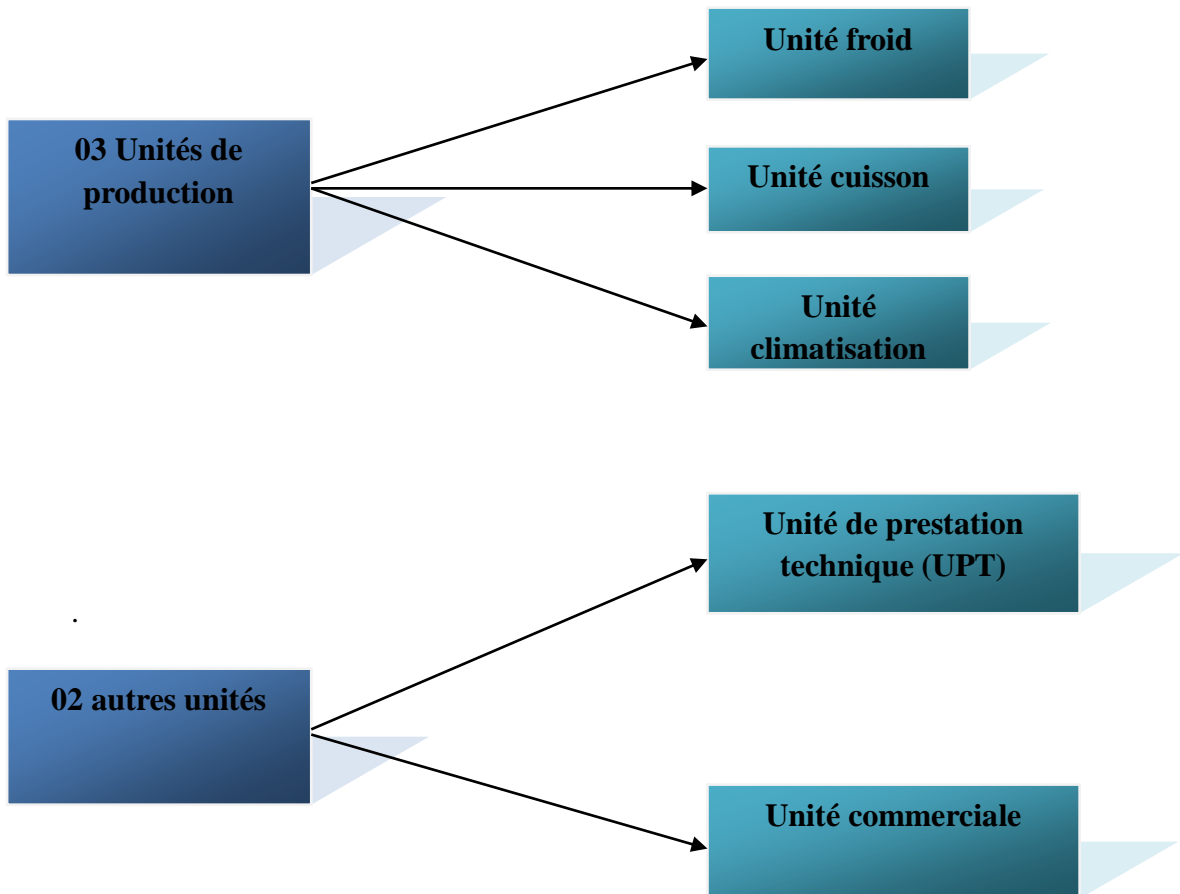 Unité froid
03 Unités de
production
Unité cuisson
Unité
climatisation
Unité de prestation
technique (UPT)
.
02 autres unités
Unité commerciale